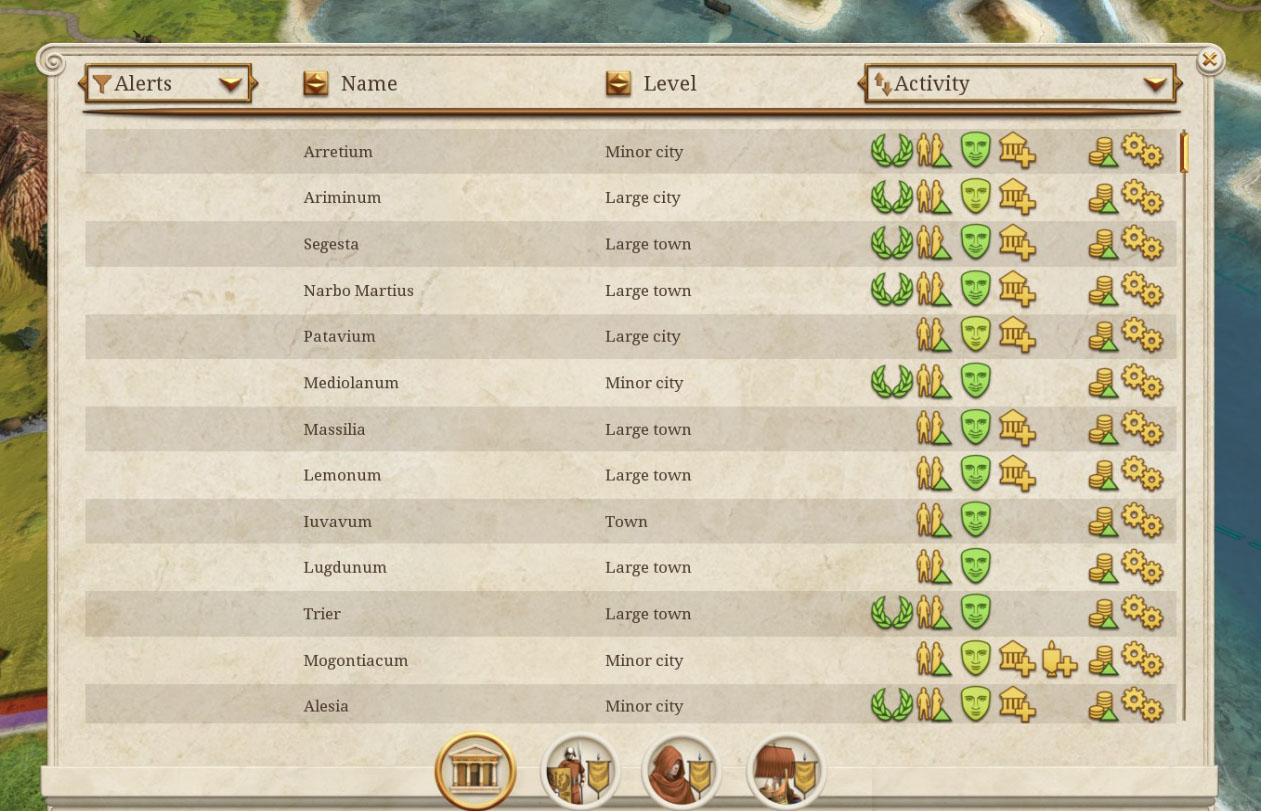 Alerts Name Level Activity
Arretium Minor city
Ariminum Large city
Segesta Large town
Narbo Martius Large town
Patavium Large city
Mediolanum Minor city
Massilia Large town
Lemonum Large town
Iuvavum Town
Lugdunum Large town
Trier Large town
Mogontiacum Minor city
Alesia Minor city